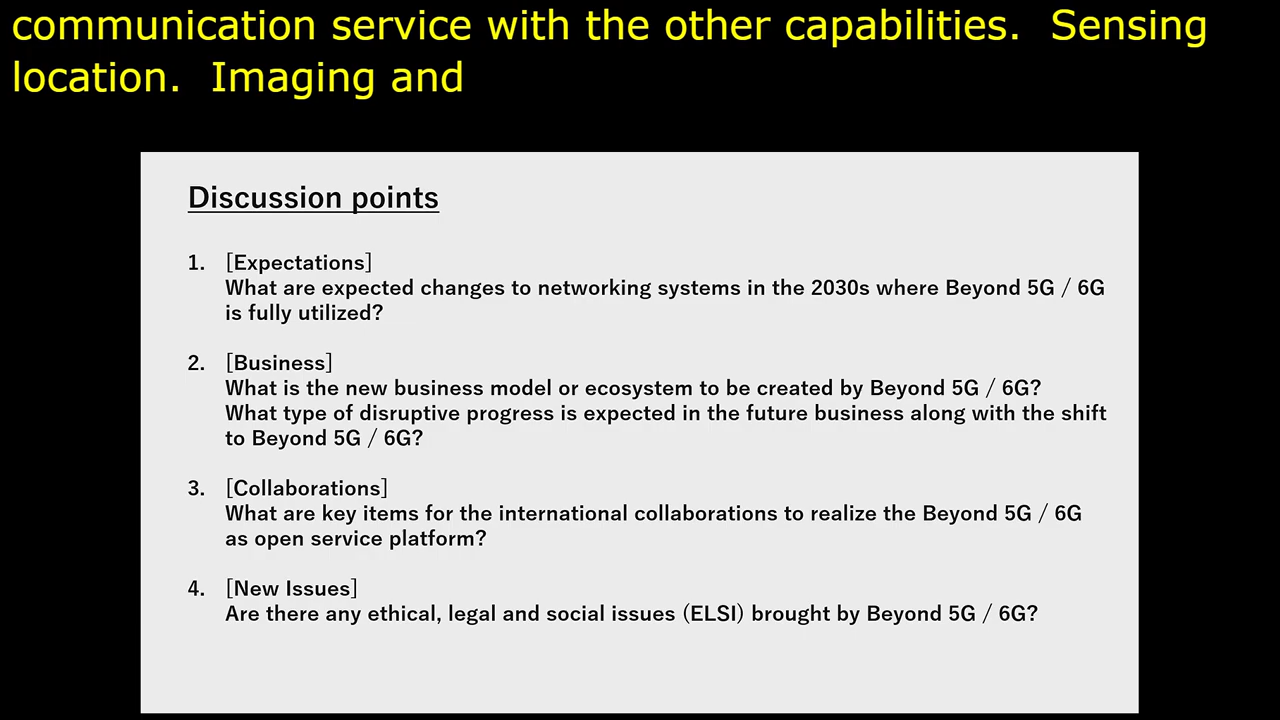 communication service with the other capabilities.  Sensing
location.  Imaging and
Discussion points
1. [Expectations]
What are expected changes to networking systems in the 2030s where Beyond 5G / 6G
is fully utilized?
2. [Business]
What is the new business model or ecosystem to be created by Beyond 5G / 6G?
What type of disruptive progress is expected in the future business along with the shift
to Beyond 5G / 6G?
3. [Collaborations]
What are key items for the international collaborations to realize the Beyond 5G / 6G
as open service platform?
4. [New Issues]
Are there any ethical, legal and social issues (ELSI) brought by Beyond 5G / 6G?